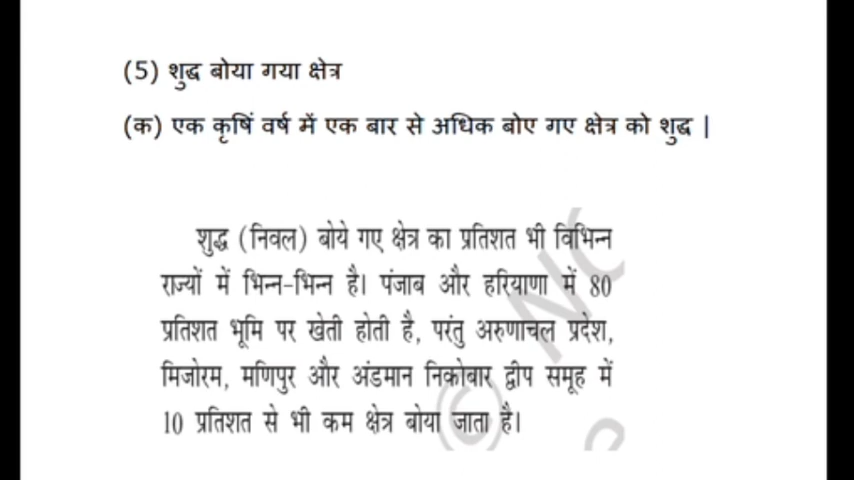 (5) शुद्ध बोया गया क्षेत्र
(क) एक कृषिं वर्ष में एक बार से अधिक बोए गए क्षेत्र को शुद्ध |
शुद्ध (निवल) बोये गए क्षेत्र का प्रतिशत भी विभिन्न
राज्यों में भिन्न-भिन्न है। पंजाब और हरियाणा में 80
प्रतिशत भूमि पर खेती होती है, परंतु अरुणाचल प्रदेश,
मिजोरम, मणिपुर और अंडमान निकोबार द्वीप समूह में
10 प्रतिशत से भी कम क्षेत्र बोया जाता है।